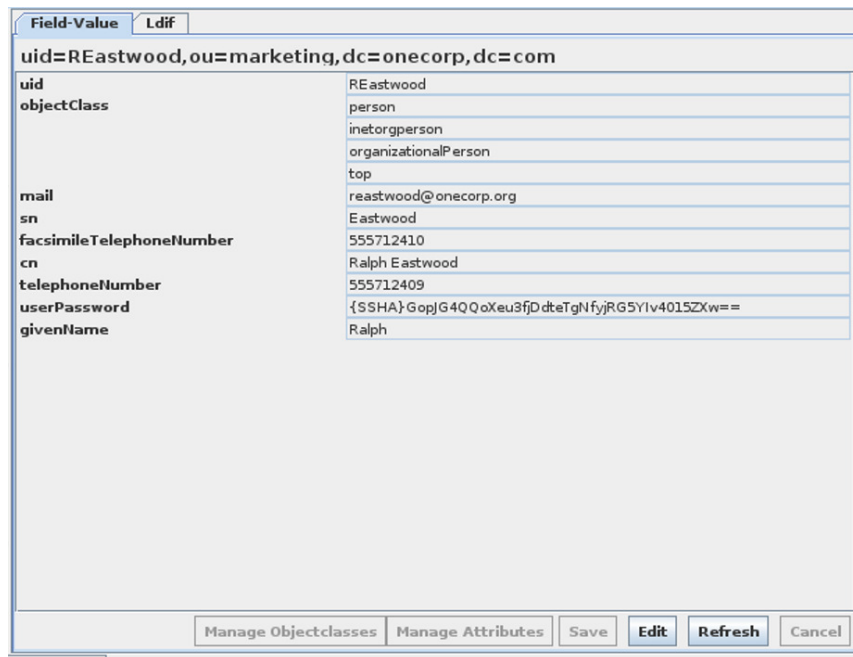 Field-Value Ldif
uid=REastwood,ou=marketing,dc=onecorp,dc=com
uid REastwood
objectClass person
inetorgperson
organizationalPerson
top
mail reastwood@onecorp.org
sn Eastwood
facsimileTelephoneNumber 555712410
cn Ralph Eastwood
telephoneNumber 555712409
userPassword {SSHA}GopJG4QQoXeu3fjDdteTgNfyjRG5YIv4015ZXw==
givenName Ralph
Manage Objectclasses Manage Attributes Save Edit Refresh Cancel